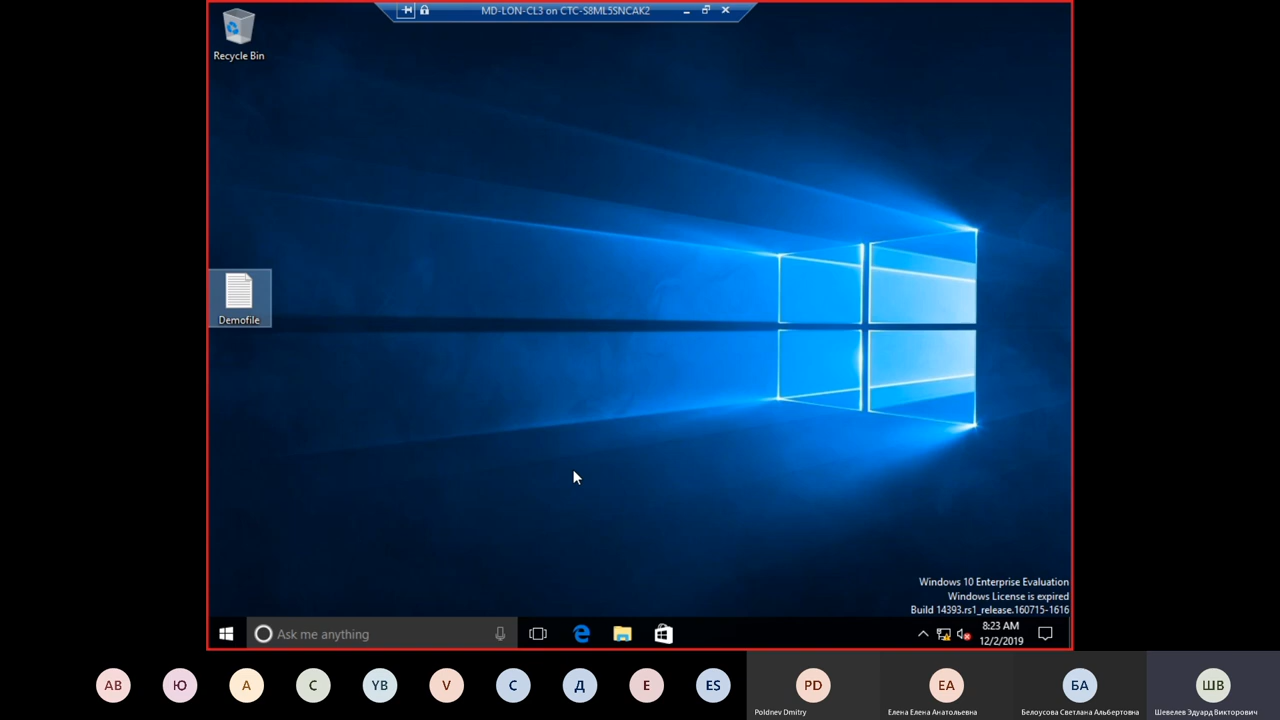 MD-LON-CL3 on CTC-S8ML5SNCAK2
Recycle Bin
Demofile
Windows 10 Enterprise Evaluation
Windows License is expired
Build 14393.rs1_release.160715-1616
Ask me anything
8:23 AM
12/2/2019
АВ
Ю
А
С
YB
V
С
Д
Е
ES
PD
ЕА
БА
ШВ
Poldnev Dmitry
Елена Елена Анатольевна
Белоусова Светлана Альбертовна
Шевелев Эдуард Викторович